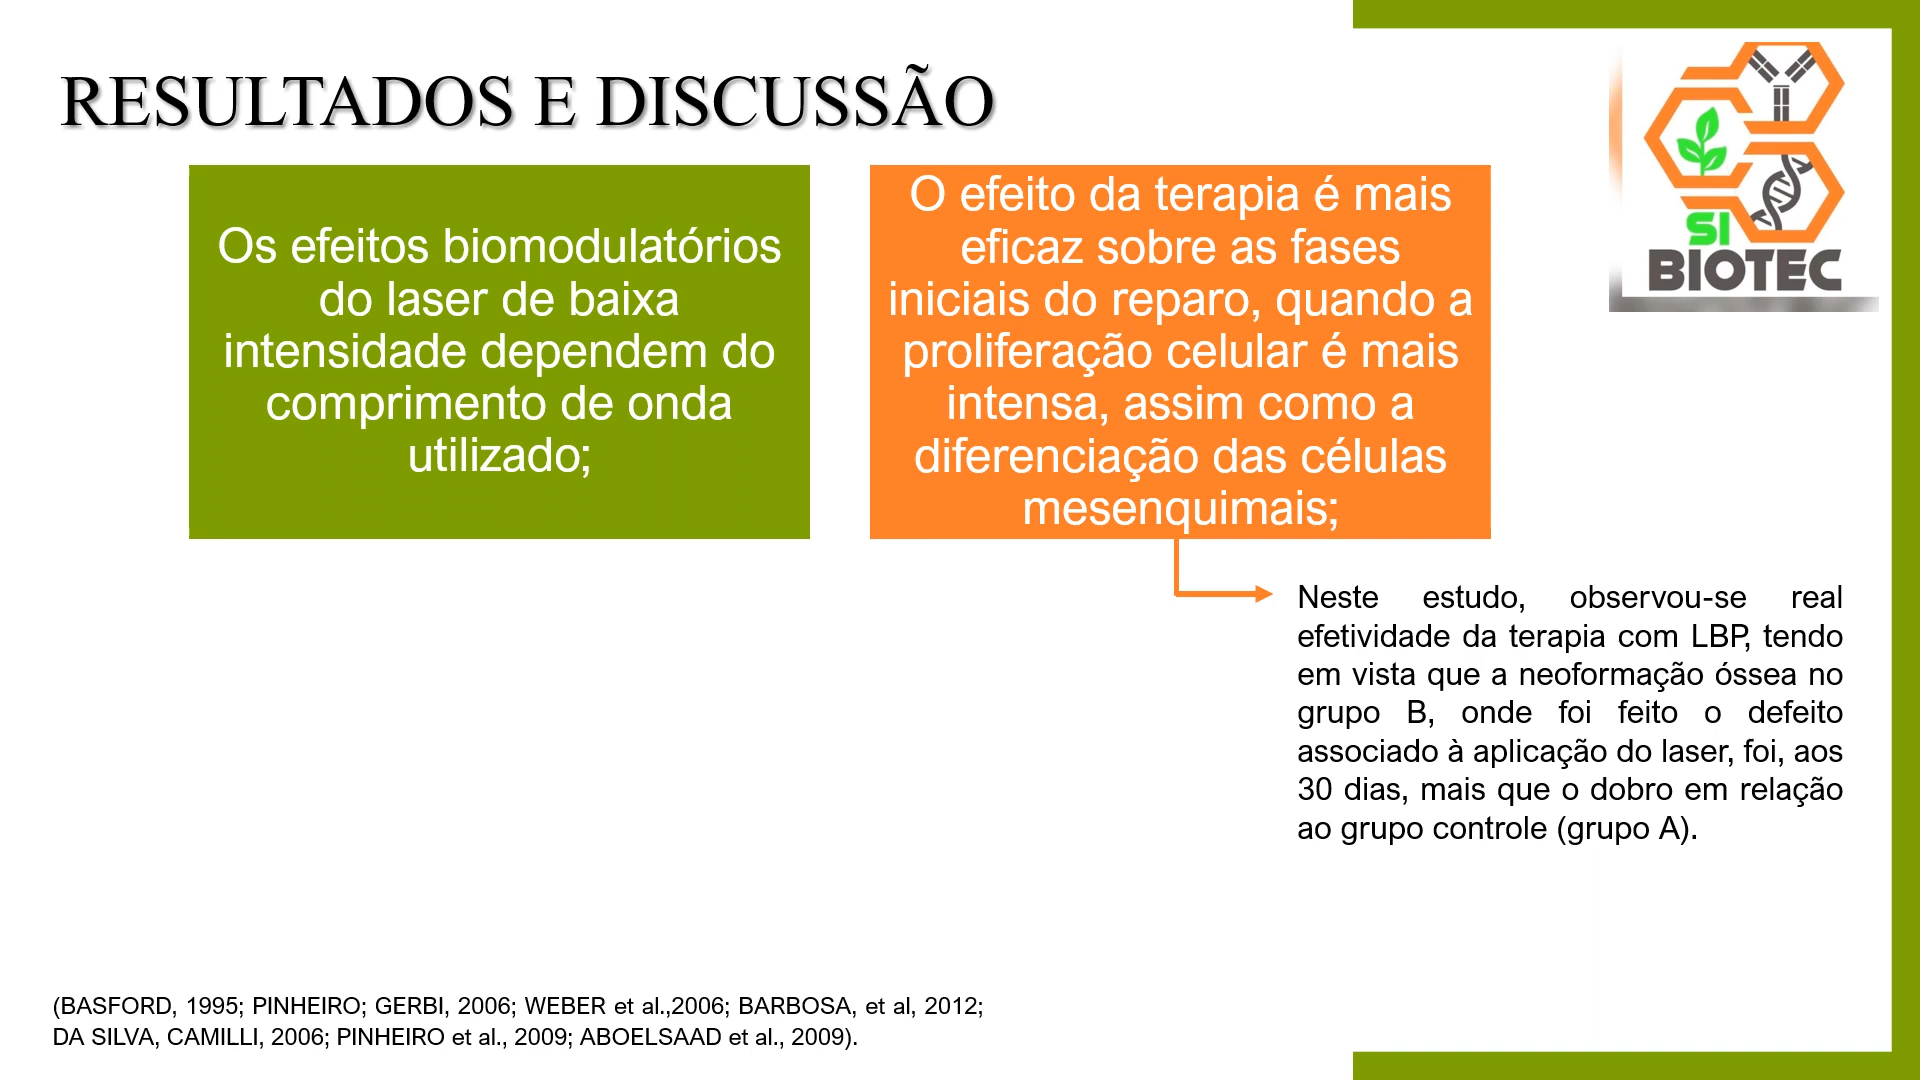 RESULTADOS E DISCUSSÃO
Os efeitos biomodulatórios
do laser de baixa
intensidade dependem do
comprimento de onda
utilizado;
O efeito da terapia é mais
eficaz sobre as fases
iniciais do reparo, quando a
proliferação celular é mais
intensa, assim como a
diferenciação das células
mesenquimais;
SI
BIOTEC
Neste estudo, observou-se real
efetividade da terapia com LBP, tendo
em vista que a neoformação óssea no
grupo B, onde foi feito o defeito
associado à aplicação do laser, foi, aos
30 dias, mais que o dobro em relação
ao grupo controle (grupo A).
(BASFORD, 1995; PINHEIRO; GERBI, 2006; WEBER et al.,2006; BARBOSA, et al, 2012;
DA SILVA, CAMILLI, 2006; PINHEIRO et al., 2009; ABOELSAAD et al., 2009).